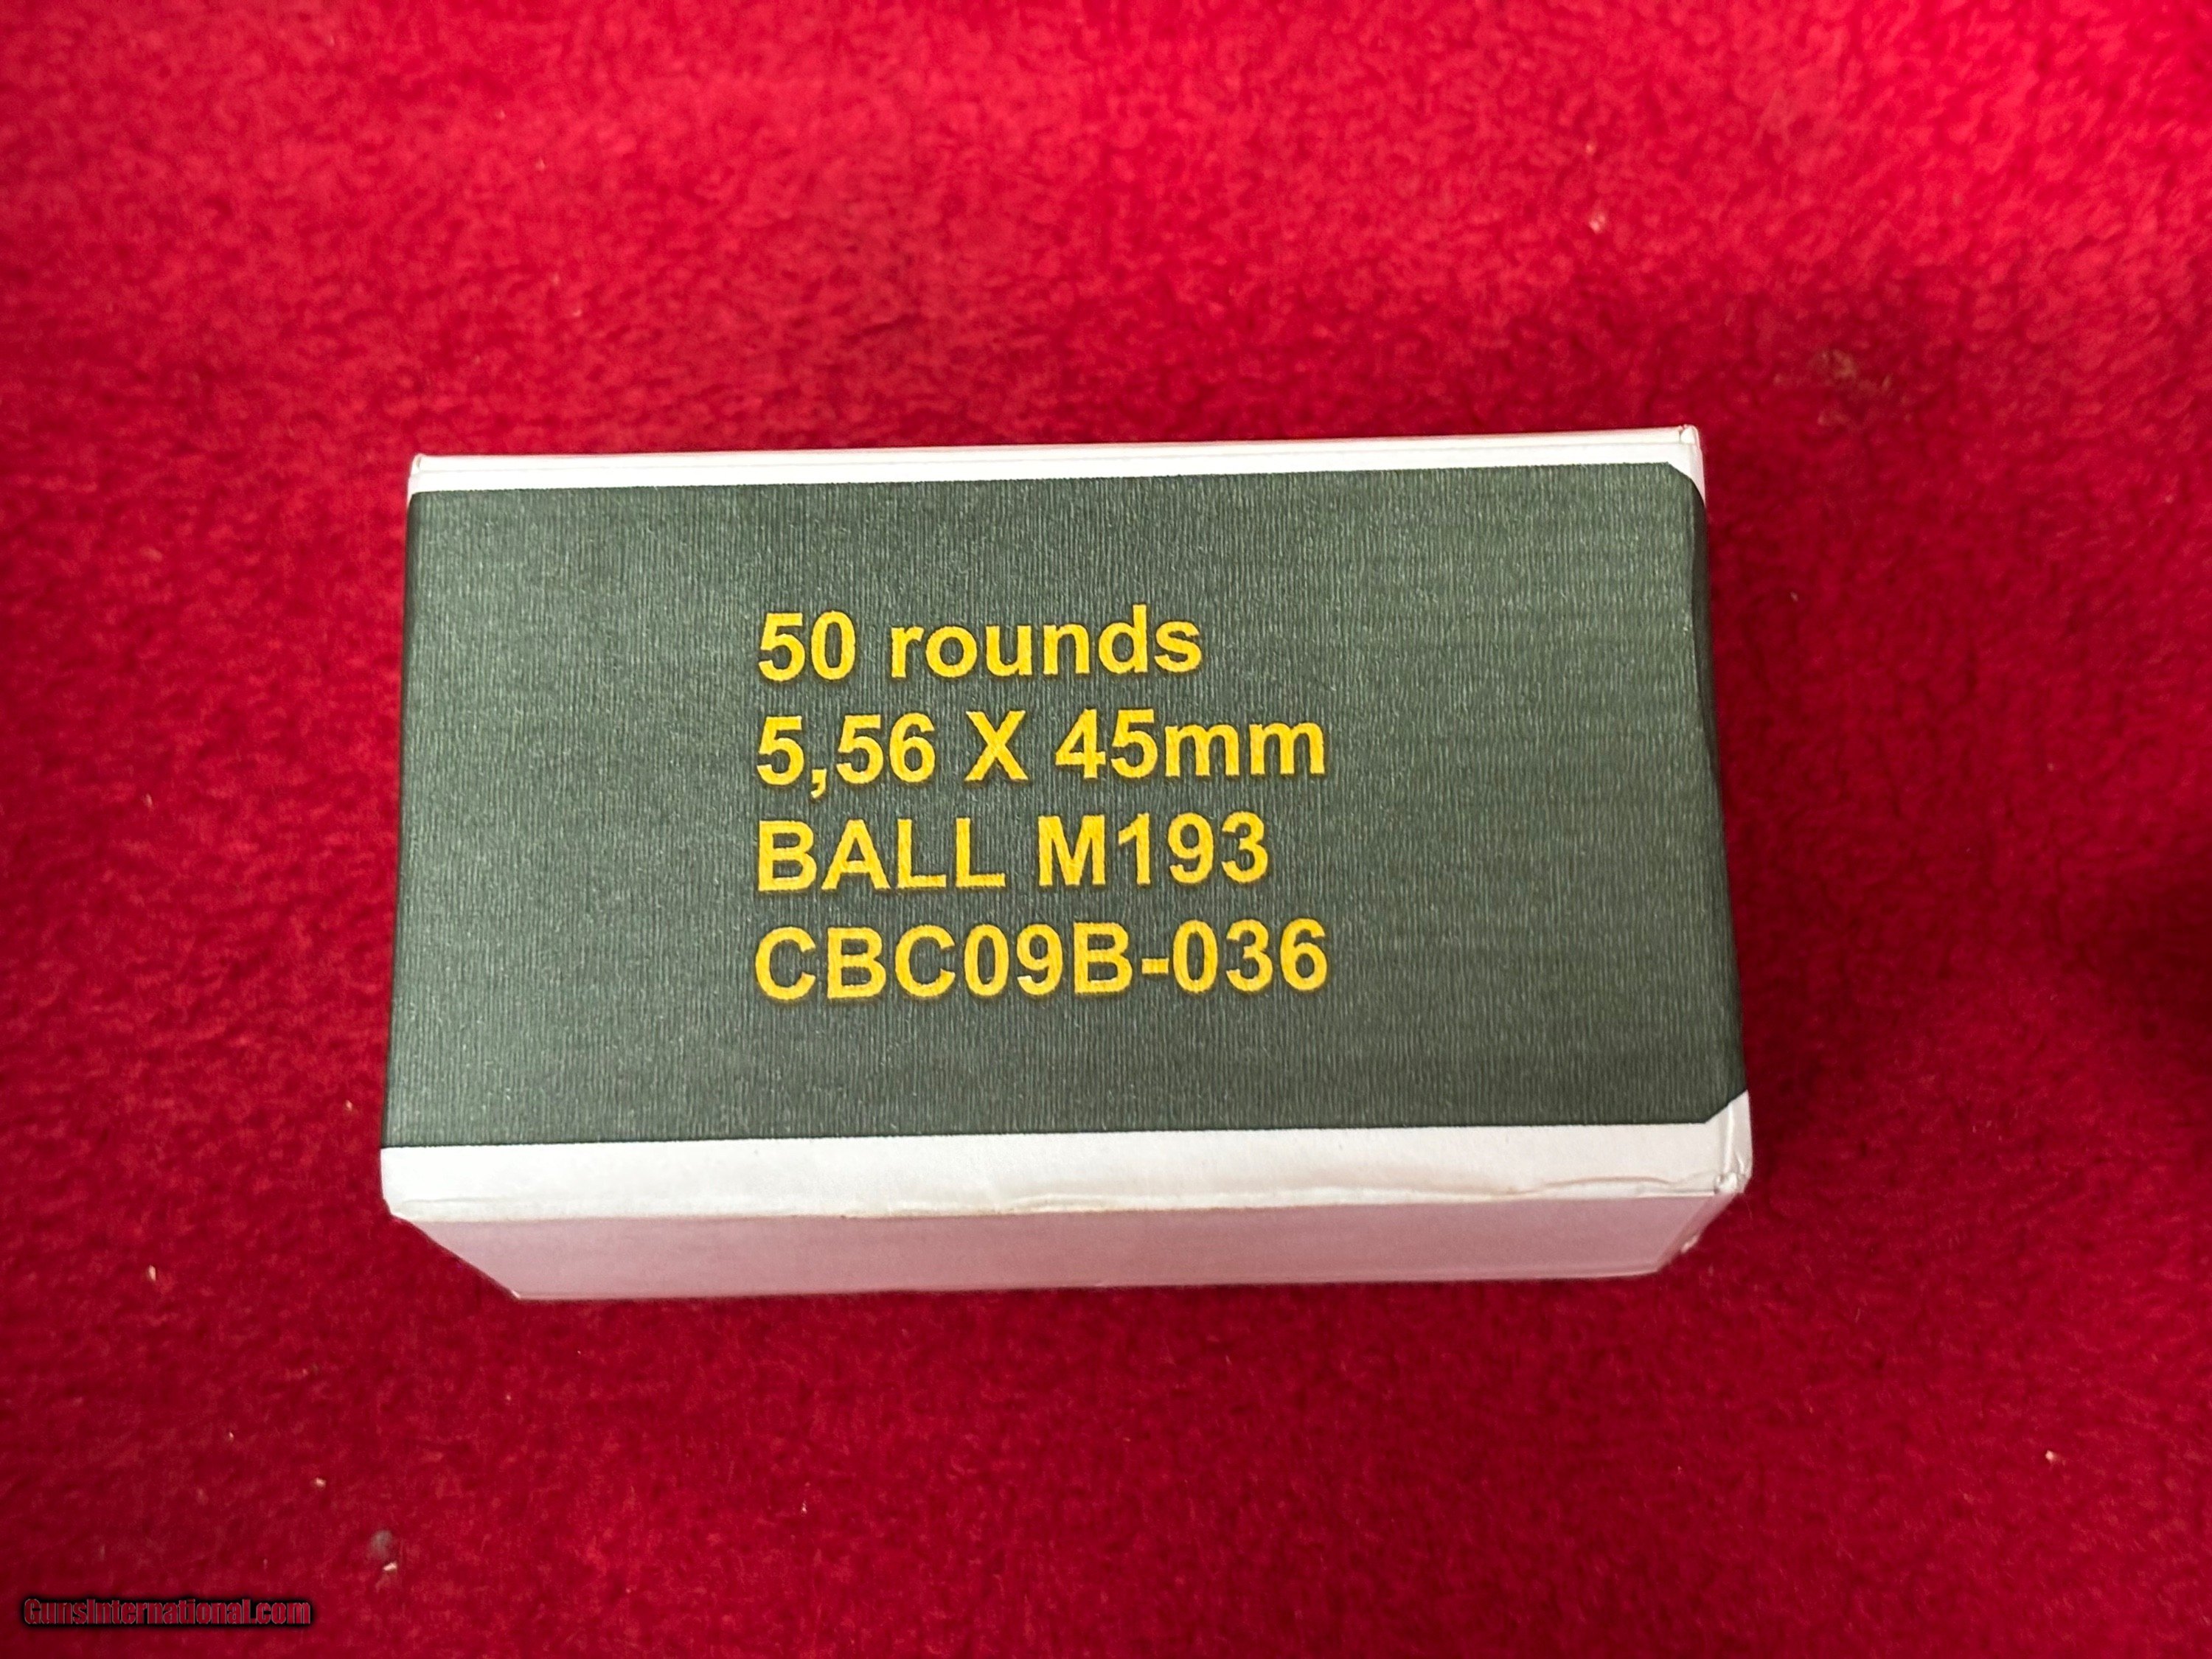 50 rounds
5,56 X 45mm
BALL M193
CBC09B-036
GunsInternational.com